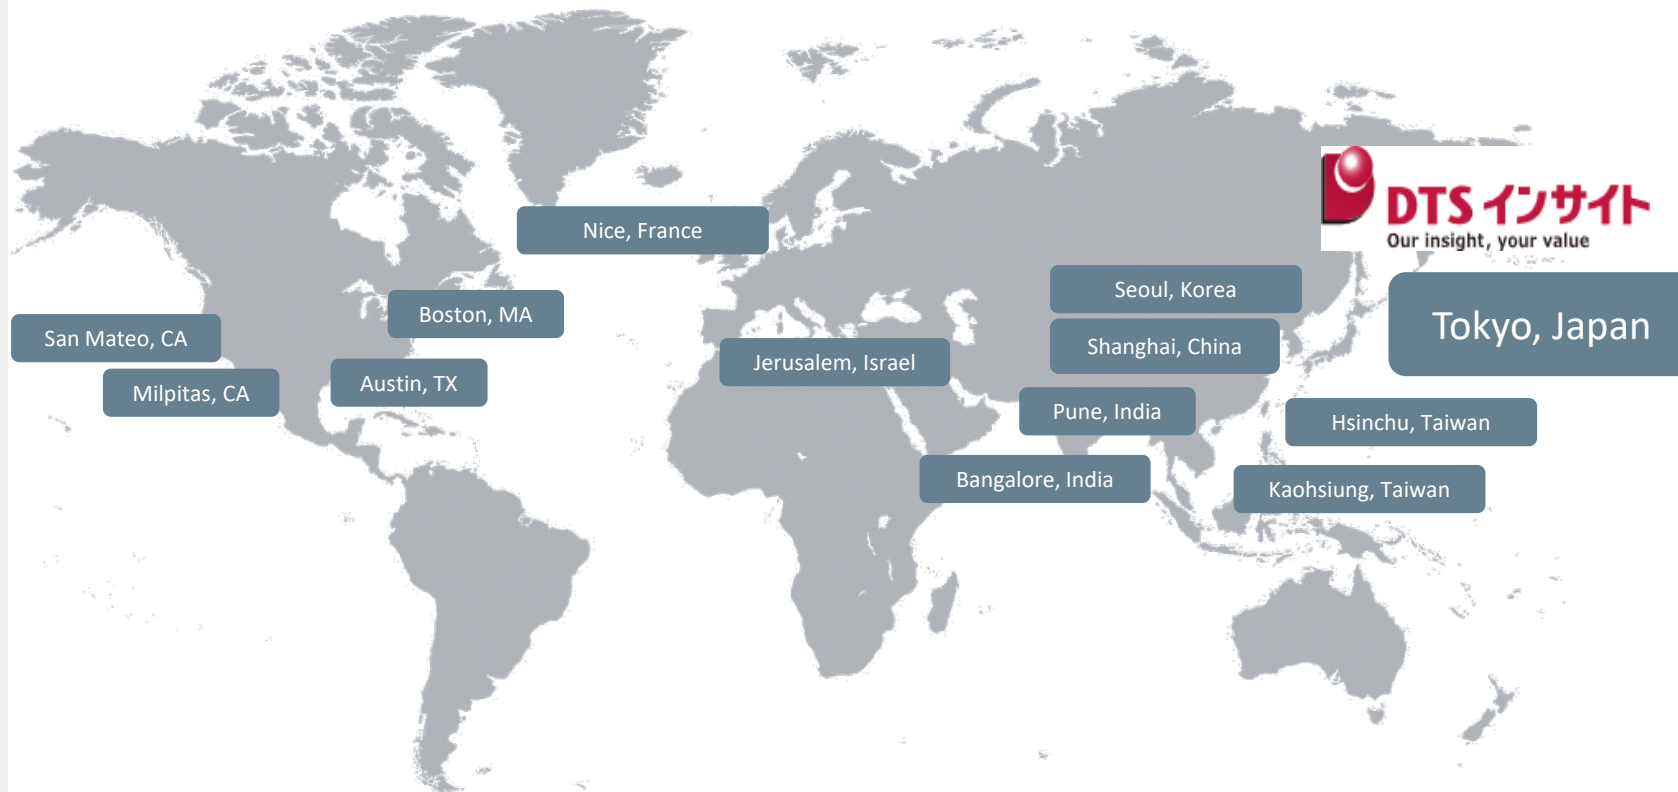 DTS インサイト
Our insight, your value
Nice, France
Seoul, Korea
Tokyo, Japan
Boston, MA
San Mateo, CA
Shanghai, China
Jerusalem, Israel
Austin, TX
Milpitas, CA
Pune, India
Hsinchu, Taiwan
Bangalore, India
Kaohsiung, Taiwan